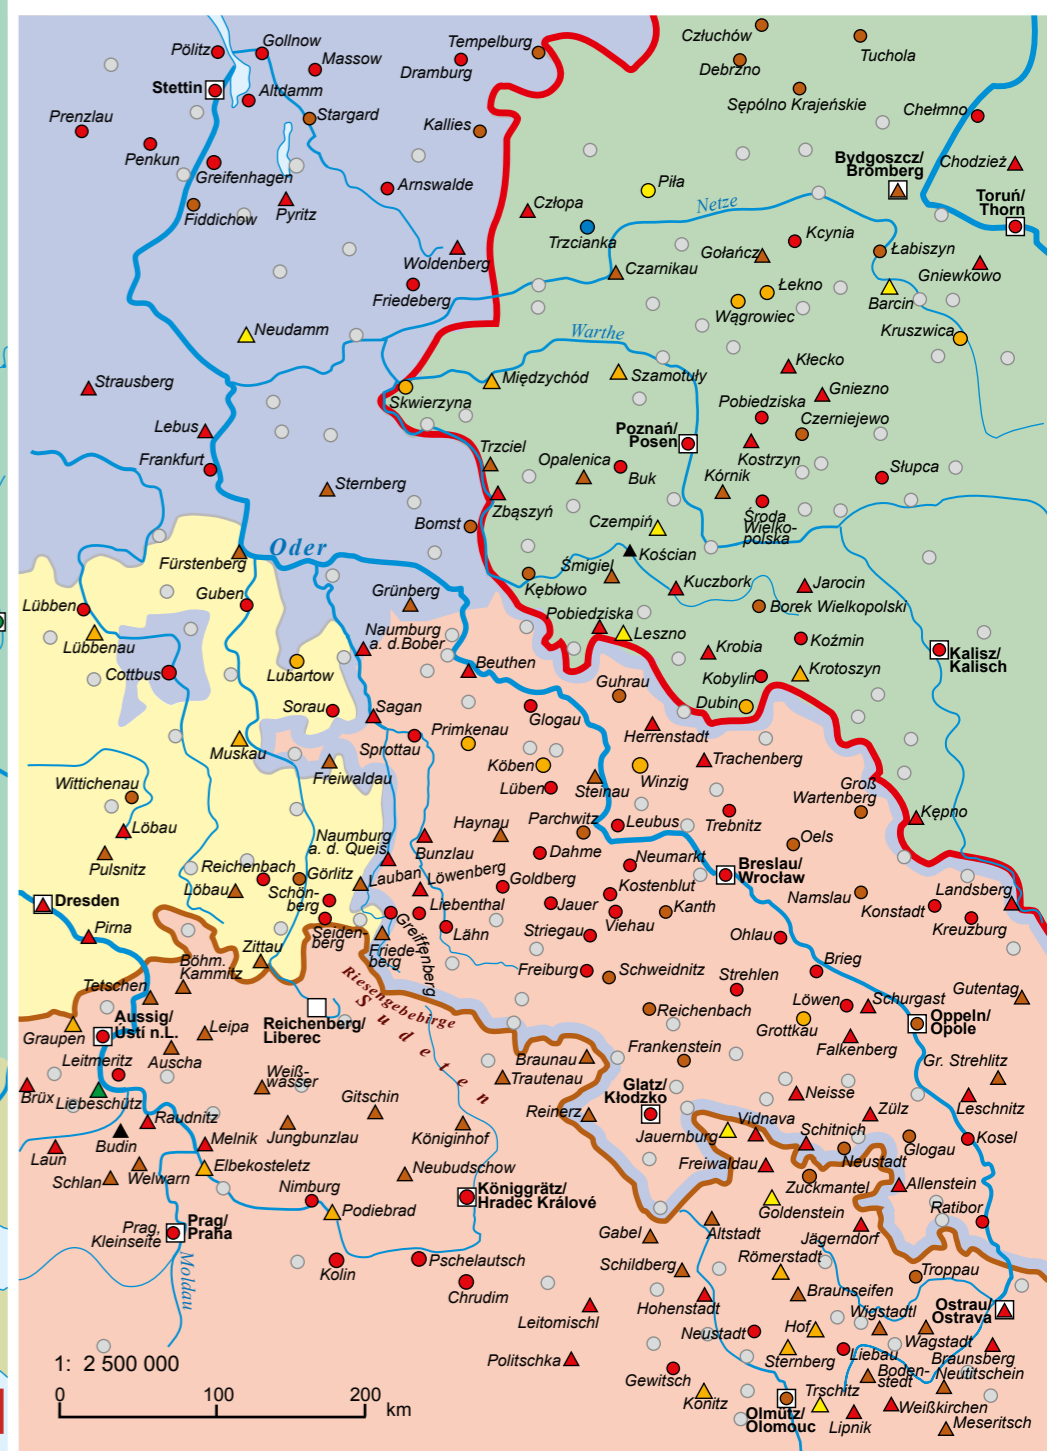 Pölitz
Gollnow
Massow
Tempelburg
Dramburg
Człuchów
Tuchola
Debrzno
Sępólno Krajeńskie
Stettin
Altdamm
Stargard
Prenzlau
Penkun
Greifenhagen
Kallies
Chełmno
Bydgoszcz/
Bromberg
Chodzież
Arnswalde
Fiddichow
Pyritz
Piła
Człopa
Netze
Toruń/
Thorn
Trzcianka
Kcynia
Łabiszyn
Woldenberg
Gołańcz
Gniewkowo
Czarnikau
Friedeberg
Łekno
Wągrowiec
Barcin
Kruszwica
Neudamm
Warthe
Kłecko
Strausberg
Międzychód
Szamotuły
Gniezno
Skwierzyna
Pobiedziska
Czerniejewo
Lebus
Poznań/
Posen
Kostrzyn
Frankfurt
Trzciel
Opalenica
Buk
Kórnik
Słupca
Sternberg
Zbąszyń
Środa
Wielko-
polska
Bomst
Czempiń
Oder
Kościan
Fürstenberg
Śmigiel
Kębłowo
Kuczbork
Jarocin
Guben
Grünberg
Borek Wielkopolski
Lübben
Pobiedziska
Lübbenau
Naumburg
a. d.Bober
Leszno
Krobia
Koźmin
Kalisz/
Kalisch
Cottbus
Lubartow
Beuthen
Kobylin
Krotoszyn
Guhrau
Dubin
Sorau
Sagan
Glogau
Primkenau
Herrenstadt
Muskau
Sprottau
Freiwaldau
Köben
Winzig
Trachenberg
Wittichenau
Lüben
Steinau
Groß
Wartenberg
Kępno
Löbau
Naumburg
a. d. Queis
Haynau
Parchwitz
Leubus
Trebnitz
Oels
Pulsnitz
Bunzlau
Dahme
Neumarkt
Breslau/
Wrocław
Reichenbach
Görlitz
Lauban
Löwenberg
Goldberg
Kostenblut
Landsberg
Löbau
Schön-
berg
Namslau
Dresden
Liebenthal
Jauer
Viehau
Kanth
Konstadt
Kreuzburg
Pirna
Seiden-
berg
Greiffenberg
Lähn
Striegau
Ohlau
Zittau
Friede-
berg
Böhm.
Kammitz
Riesengebirge
Freiburg
Schweidnitz
Strehlen
Brieg
Tetschen
Sudeten
Löwen
Schurgast
Gutentag
Aussig/
Ústí n.L.
Reichenberg/
Liberec
Reichenbach
Grottkau
Oppeln/
Opole
Graupen
Leipa
Falkenberg
Auscha
Braunau
Frankenstein
Gr. Strehlitz
Leitmeritz
Trautenau
Brüx
Liebeschütz
Weiß-
wasser
Gitschin
Glatz/
Kłodzko
Neisse
Leschnitz
Raudnitz
Reinerz
Zülz
Budin
Jungbunzlau
Königinhof
Jauernburg
Vidnava
Schitnich
Kosel
Laun
Melnik
Glogau
Schlan
Welwarn
Elbekosteletz
Neubudschow
Freiwaldau
Neustadt
Zuckmantel
Allenstein
Nimburg
Königgrätz/
Hradec Králové
Goldenstein
Ratibor
Prag,
Kleinseite
Prag/
Praha
Podiebrad
Altstadt
Jägerndorf
Gabel
Moldau
Kolin
Pschelautsch
Schildberg
Römerstadt
Troppau
Chrudim
Braunseifen
Ostrau/
Ostrava
Hohenstadt
Wigstadtl
Leitomischl
Neustadt
Hof
Wagstadt
Liebau
Braunsberg
Politschka
Sternberg
Boden-
stedt
Neutitschein
1: 2 500 000
Gewitsch
Konitz
Trschitz
Weißkirchen
0
100
200
km
Olmütz/
Olomouc
Lipnik
Meseritsch